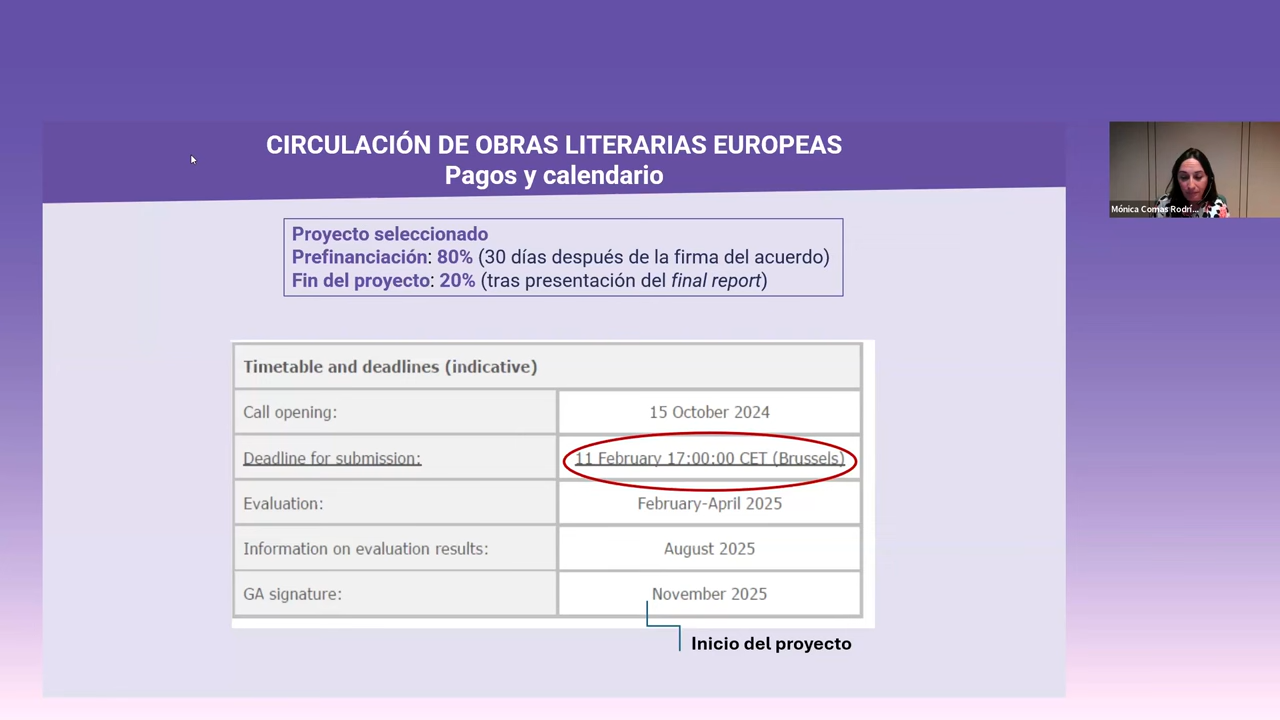 CIRCULACIÓN DE OBRAS LITERARIAS EUROPEAS
Pagos y calendario
Mónica Comas Rodrí...
Proyecto seleccionado
Prefinanciación: 80% (30 días después de la firma del acuerdo)
Fin del proyecto: 20% (tras presentación del final report)
Timetable and deadlines (indicative)
Call opening: 15 October 2024
Deadline for submission: 11 February 17:00:00 CET (Brussels)
Evaluation: February-April 2025
Information on evaluation results: August 2025
GA signature: November 2025
Inicio del proyecto